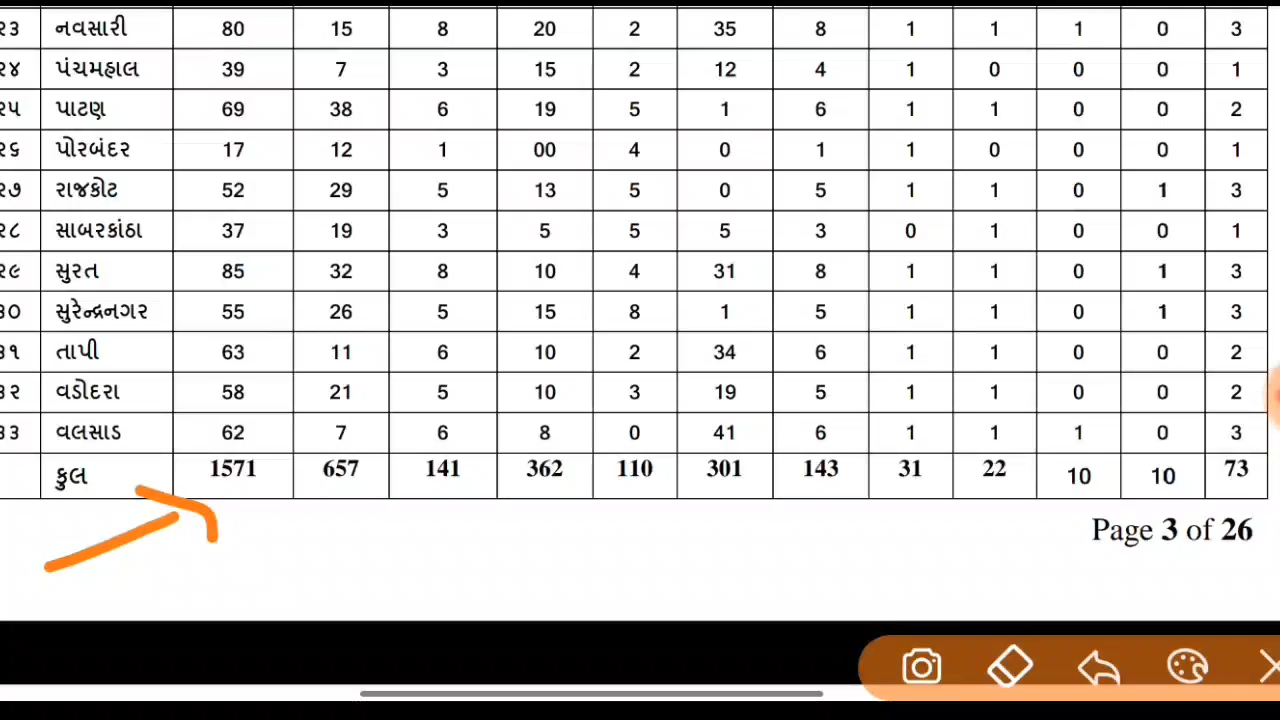 ૨૩ નવસારી 80 15 8 20 2 35 8 1 1 1 0 3
૨૪ પંચમહાલ 39 7 3 15 2 12 4 1 0 0 0 1
૨૫ પાટણ 69 38 6 19 5 1 6 1 1 0 0 2
૨૬ પોરબંદર 17 12 1 00 4 0 1 1 0 0 0 1
૨૭ રાજકોટ 52 29 5 13 5 0 5 1 1 0 1 3
૨૮ સાબરકાંઠા 37 19 3 5 5 5 3 0 1 0 0 1
૨૯ સુરત 85 32 8 10 4 31 8 1 1 0 1 3
૩૦ સુરેન્દ્રનગર 55 26 5 15 8 1 5 1 1 0 1 3
૩૧ તાપી 63 11 6 10 2 34 6 1 1 0 0 2
૩૨ વડોદરા 58 21 5 10 3 19 5 1 1 0 0 2
૩૩ વલસાડ 62 7 6 8 0 41 6 1 1 1 0 3
કુલ 1571 657 141 362 110 301 143 31 22 10 10 73
Page 3 of 26